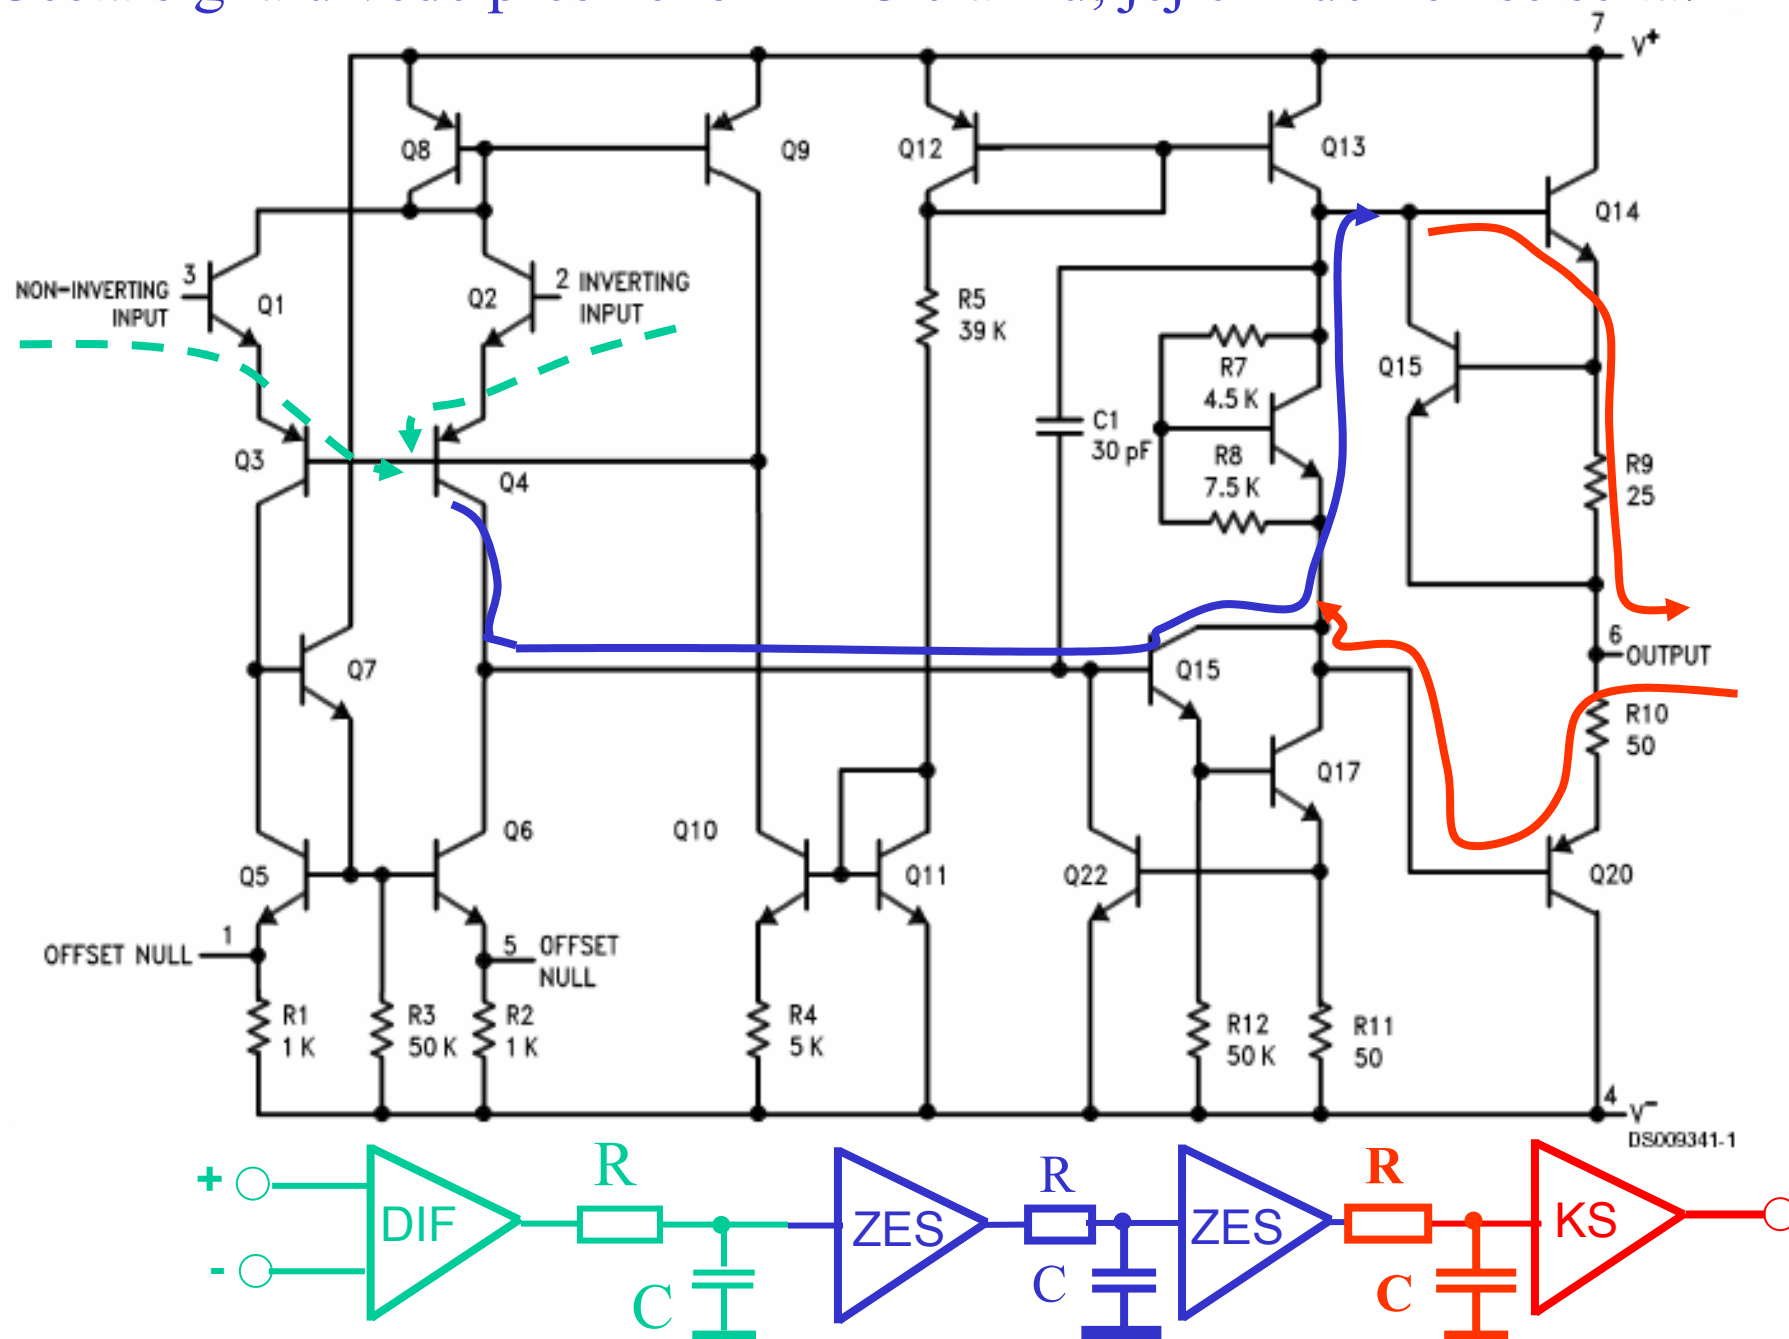 7
V+
Q8
Q9
Q12
Q13
Q14
3
NON-INVERTING
INPUT
Q1
Q2
2 INVERTING
INPUT
R5
39 K
R7
4.5 K
Q15
C1
30 pF
R8
7.5 K
Q3
Q4
R9
25
6
OUTPUT
Q7
Q15
R10
50
Q17
Q5
Q6
Q10
Q11
Q22
Q20
1
OFFSET NULL
5 OFFSET
NULL
R1
1 K
R3
50 K
R2
1 K
R4
5 K
R12
50 K
R11
50
4
V−
DS009341-1
+
-
DIF
R
C
ZES
R
C
ZES
R
C
KS